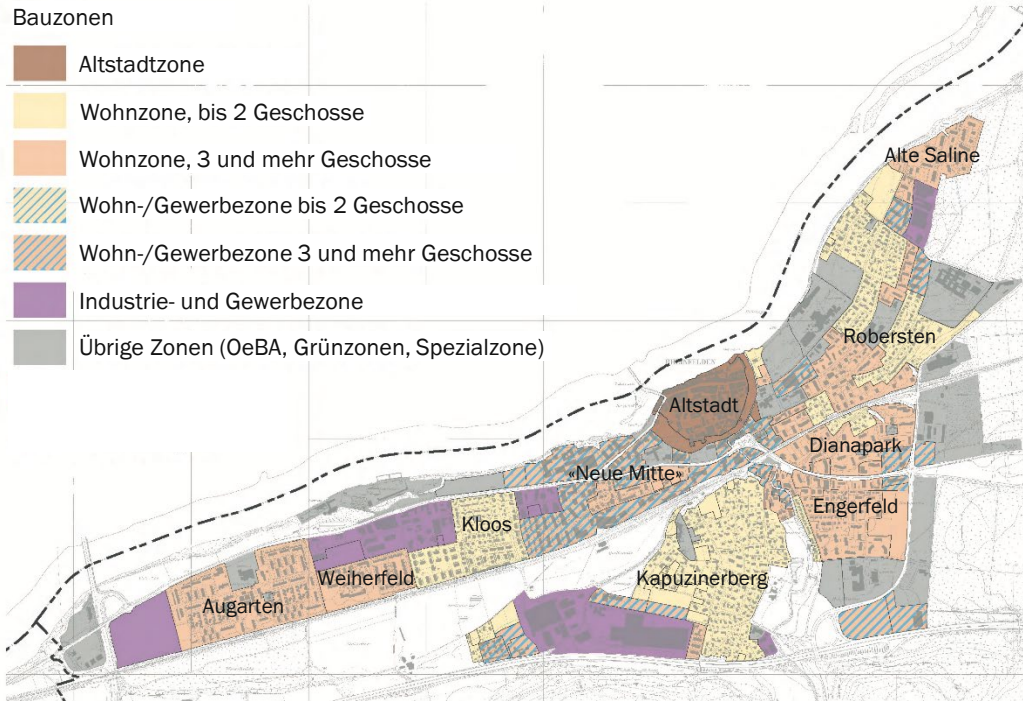 Bauzonen
Altstadtzone
Wohnzone, bis 2 Geschosse
Wohnzone, 3 und mehr Geschosse
Wohn-/Gewerbezone bis 2 Geschosse
Wohn-/Gewerbezone 3 und mehr Geschosse
Industrie- und Gewerbezone
Übrige Zonen (OeBA, Grünzonen, Spezialzone)
Alte Saline
Robersten
Altstadt
Dianapark
«Neue Mitte»
Engerfeld
Kloos
Kapuzinerberg
Weiherfeld
Augarten